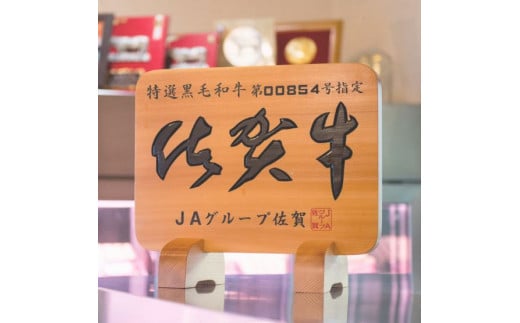 特選黒毛和牛 第00854号指定
佐賀牛
JAグループ佐賀